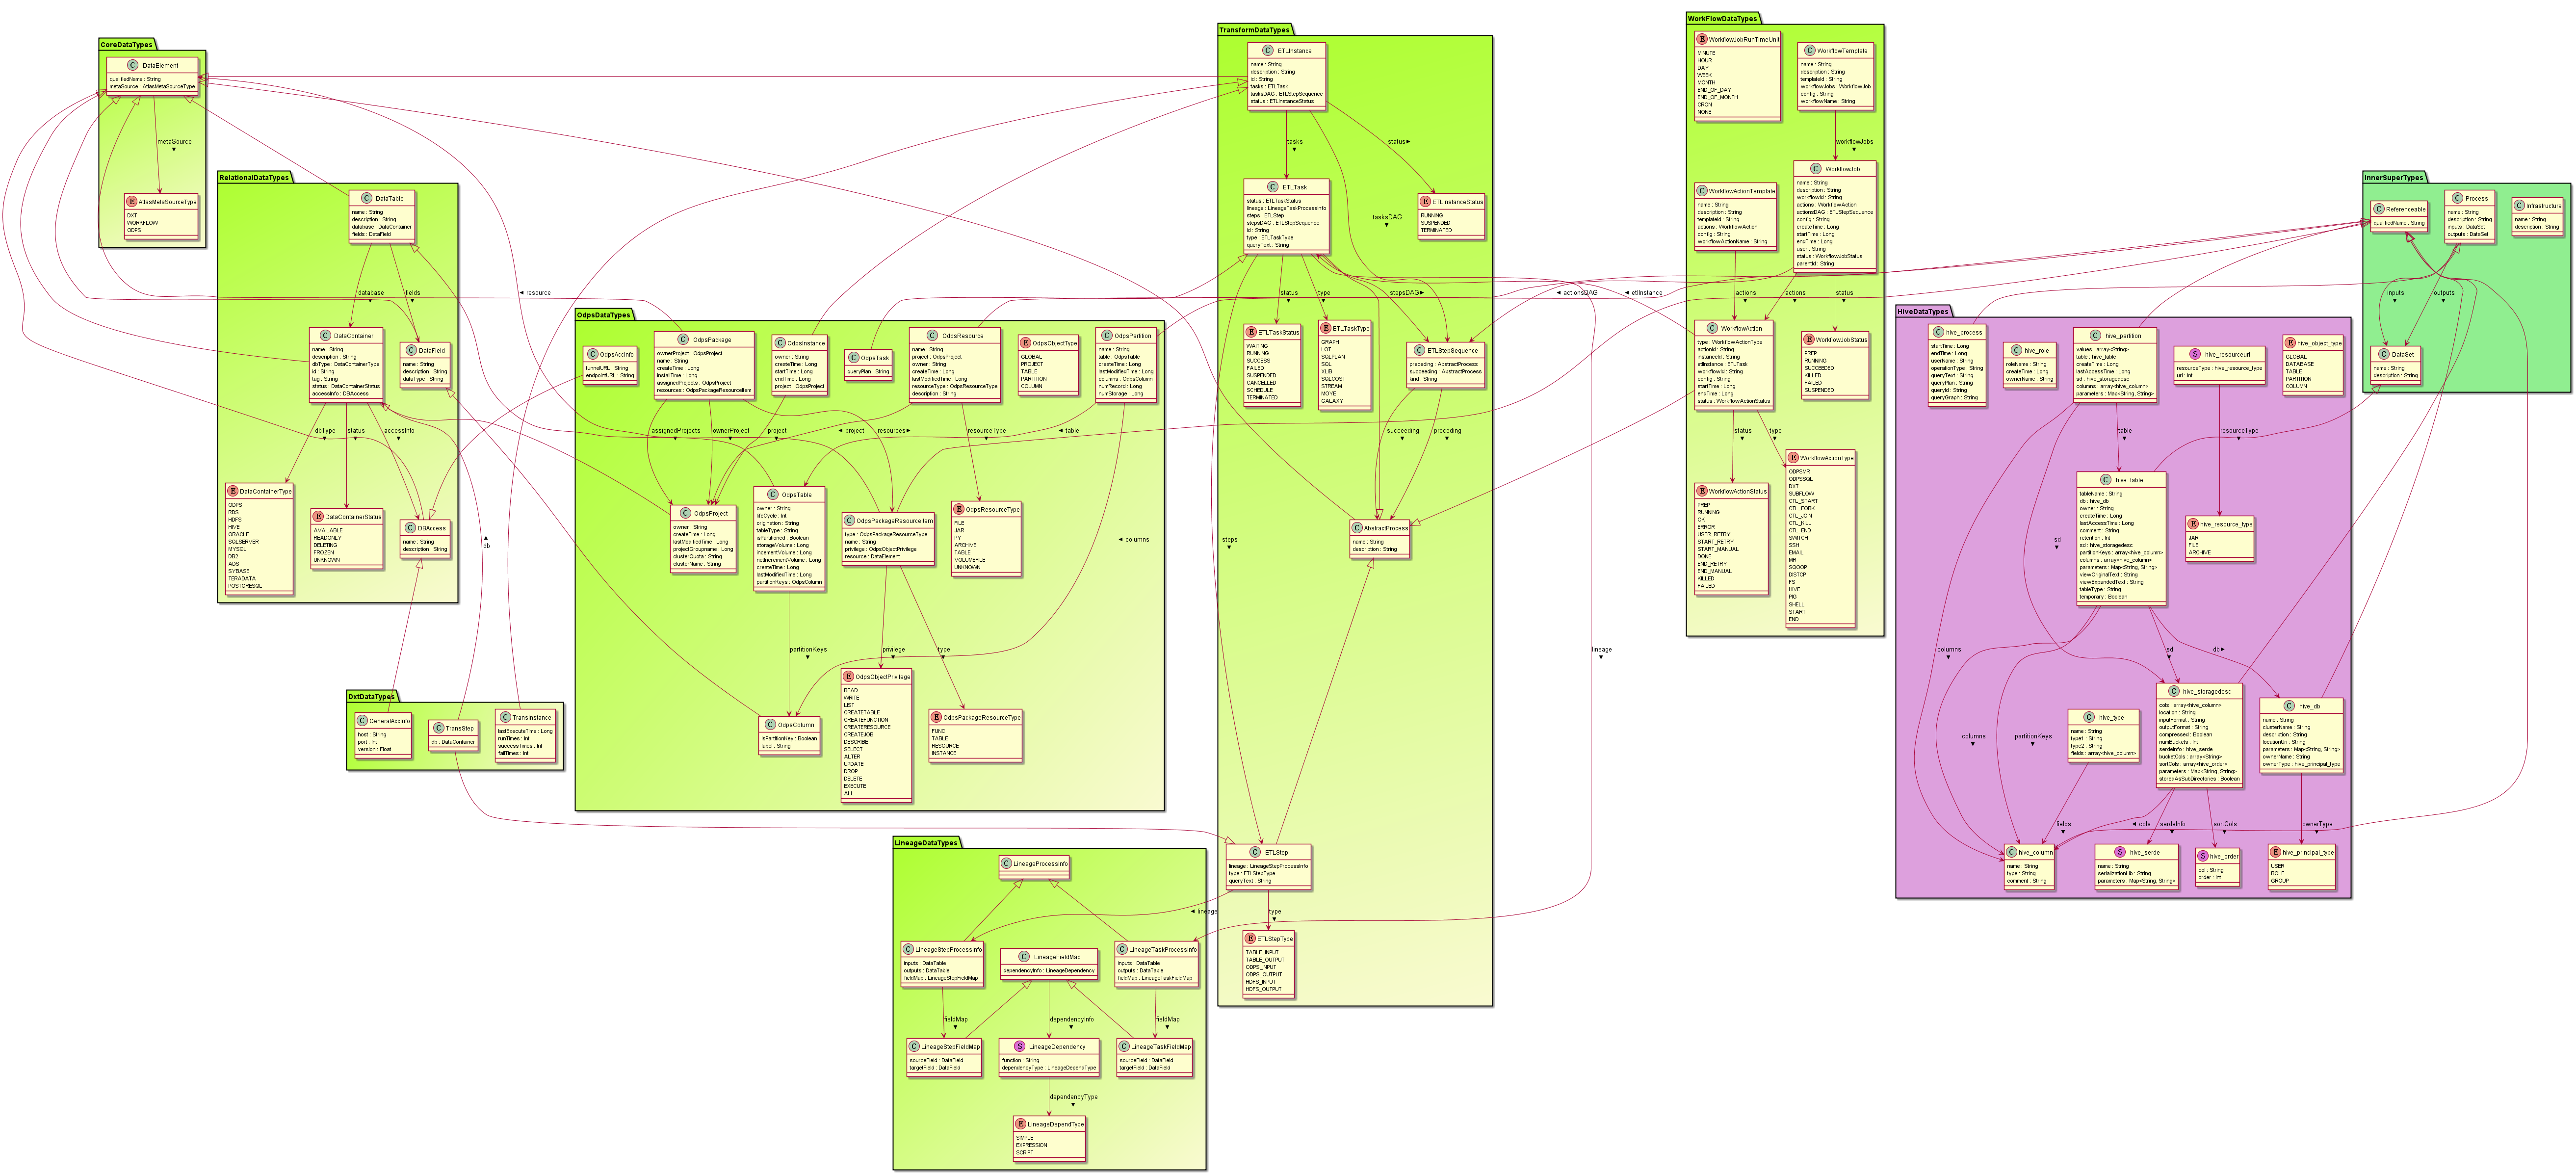 CoreDataTypes
C DataElement
qualifiedName : String
metaSource : AtlasMetaSourceType
metaSource
E AtlasMetaSourceType
DXT
WORKFLOW
ODPS
RelationalDataTypes
C DataTable
name : String
description : String
database : DataContainer
fields : DataField
database
fields
C DataContainer
name : String
description : String
dbType : DataContainerType
id : String
tag : String
status : DataContainerStatus
accessInfo : DBAccess
C DataField
name : String
description : String
dataType : String
dbType
status
accessInfo
E DataContainerType
ODPS
RDS
HDFS
HIVE
ORACLE
SQLSERVER
MYSQL
DB2
ADS
SYBASE
TERADATA
POSTGRESQL
E DataContainerStatus
AVAILABLE
READONLY
DELETING
FROZEN
UNKNOWN
C DBAccess
name : String
description : String
db
DxtDataTypes
C GeneralAccInfo
host : String
port : Int
version : Float
C TransStep
db : DataContainer
C TransInstance
lastExecuteTime : Long
runTimes : Int
successTimes : Int
failTimes : Int
resource
OdpsDataTypes
C OdpsAccInfo
tunnelURL : String
endpointURL : String
C OdpsPackage
ownerProject : OdpsProject
name : String
createTime : Long
installTime : Long
assignedProjects : OdpsProject
resources : OdpsPackageResourceItem
C OdpsInstance
owner : String
createTime : Long
startTime : Long
endTime : Long
project : OdpsProject
C OdpsTask
queryPlan : String
C OdpsResource
name : String
project : OdpsProject
owner : String
createTime : Long
lastModifiedTime : Long
resourceType : OdpsResourceType
description : String
E OdpsObjectType
GLOBAL
PROJECT
TABLE
PARTITION
COLUMN
C OdpsPartition
name : String
table : OdpsTable
createTime : Long
lastModifiedTime : Long
columns : OdpsColumn
numRecord : Long
numStorage : Long
assignedProjects
ownerProject
project
project
resources
resourceType
table
C OdpsProject
owner : String
createTime : Long
lastModifiedTime : Long
projectGroupname : Long
clusterQuota : String
clusterName : String
C OdpsTable
owner : String
lifeCycle : Int
origination : String
tableType : String
isPartitioned : Boolean
storageVolume : Long
incrementVolume : Long
netIncrementVolume : Long
createTime : Long
lastModifiedTime : Long
partitionKeys : OdpsColumn
C OdpsPackageResourceItem
type : OdpsPackageResourceType
name : String
privilege : OdpsObjectPrivilege
resource : DataElement
E OdpsResourceType
FILE
JAR
PY
ARCHIVE
TABLE
VOLUMEFILE
UNKNOWN
columns
partitionKeys
privilege
type
C OdpsColumn
isPartitionKey : Boolean
label : String
E OdpsObjectPrivilege
READ
WRITE
LIST
CREATETABLE
CREATEFUNCTION
CREATERESOURCE
CREATEJOB
DESCRIBE
SELECT
ALTER
UPDATE
DROP
DELETE
EXECUTE
ALL
E OdpsPackageResourceType
FUNC
TABLE
RESOURCE
INSTANCE
LineageDataTypes
C LineageProcessInfo
lineage
C LineageStepProcessInfo
inputs : DataTable
outputs : DataTable
fieldMap : LineageStepFieldMap
C LineageFieldMap
dependencyInfo : LineageDependency
C LineageTaskProcessInfo
inputs : DataTable
outputs : DataTable
fieldMap : LineageTaskFieldMap
fieldMap
dependencyInfo
fieldMap
C LineageStepFieldMap
sourceField : DataField
targetField : DataField
S LineageDependency
function : String
dependencyType : LineageDependType
C LineageTaskFieldMap
sourceField : DataField
targetField : DataField
dependencyType
E LineageDependType
SIMPLE
EXPRESSION
SCRIPT
TransformDataTypes
C ETLInstance
name : String
description : String
id : String
tasks : ETLTask
tasksDAG : ETLStepSequence
status : ETLInstanceStatus
tasks
status
C ETLTask
status : ETLTaskStatus
lineage : LineageTaskProcessInfo
steps : ETLStep
stepsDAG : ETLStepSequence
id : String
type : ETLTaskType
queryText : String
tasksDAG
E ETLInstanceStatus
RUNNING
SUSPENDED
TERMINATED
status
type
stepsDAG
E ETLTaskStatus
WAITING
RUNNING
SUCCESS
FAILED
SUSPENDED
CANCELLED
SCHEDULE
TERMINATED
E ETLTaskType
GRAPH
LOT
SQLPLAN
SQL
XLIB
SQLCOST
STREAM
MOYE
GALAXY
C ETLStepSequence
preceding : AbstractProcess
succeeding : AbstractProcess
kind : String
succeeding
preceding
C AbstractProcess
name : String
description : String
steps
lineage
C ETLStep
lineage : LineageStepProcessInfo
type : ETLStepType
queryText : String
type
E ETLStepType
TABLE_INPUT
TABLE_OUTPUT
ODPS_INPUT
ODPS_OUTPUT
HDFS_INPUT
HDFS_OUTPUT
actionsDAG
etlInstance
WorkFlowDataTypes
E WorkflowJobRunTimeUnit
MINUTE
HOUR
DAY
WEEK
MONTH
END_OF_DAY
END_OF_MONTH
CRON
NONE
C WorkflowTemplate
name : String
description : String
templateId : String
workflowJobs : WorkflowJob
config : String
workflowName : String
workflowJobs
C WorkflowActionTemplate
name : String
description : String
templateId : String
actions : WorkflowAction
config : String
workflowActionName : String
C WorkflowJob
name : String
description : String
workflowId : String
actions : WorkflowAction
actionsDAG : ETLStepSequence
config : String
createTime : Long
startTime : Long
endTime : Long
user : String
status : WorkflowJobStatus
parentId : String
actions
actions
status
C WorkflowAction
type : WorkflowActionType
actionId : String
instanceId : String
etlInstance : ETLTask
workflowId : String
config : String
startTime : Long
endTime : Long
status : WorkflowActionStatus
E WorkflowJobStatus
PREP
RUNNING
SUCCEEDED
KILLED
FAILED
SUSPENDED
status
type
E WorkflowActionStatus
PREP
RUNNING
OK
ERROR
USER_RETRY
START_RETRY
START_MANUAL
DONE
END_RETRY
END_MANUAL
KILLED
FAILED
E WorkflowActionType
ODPSMR
ODPSSQL
DXT
SUBFLOW
CTL_START
CTL_FORK
CTL_JOIN
CTL_KILL
CTL_END
SWITCH
SSH
EMAIL
MR
SQOOP
DISTCP
FS
HIVE
PIG
SHELL
START
END
InnerSuperTypes
C Referenceable
qualifiedName : String
C Process
name : String
description : String
inputs : DataSet
outputs : DataSet
C Infrastructure
name : String
description : String
inputs
outputs
C DataSet
name : String
description : String
HiveDataTypes
C hive_process
startTime : Long
endTime : Long
userName : String
operationType : String
queryText : String
queryPlan : String
queryId : String
queryGraph : String
C hive_role
roleName : String
createTime : Long
ownerName : String
C hive_partition
values : array<String>
table : hive_table
createTime : Long
lastAccessTime : Long
sd : hive_storagedesc
columns : array<hive_column>
parameters : Map<String, String>
S hive_resourceuri
resourceType : hive_resource_type
uri : Int
E hive_object_type
GLOBAL
DATABASE
TABLE
PARTITION
COLUMN
table
resourceType
C hive_table
tableName : String
db : hive_db
owner : String
createTime : Long
lastAccessTime : Long
comment : String
retention : Int
sd : hive_storagedesc
partitionKeys : array<hive_column>
columns : array<hive_column>
parameters : Map<String, String>
viewOriginalText : String
viewExpandedText : String
tableType : String
temporary : Boolean
E hive_resource_type
JAR
FILE
ARCHIVE
sd
columns
sd
db
C hive_storagedesc
cols : array<hive_column>
location : String
inputFormat : String
outputFormat : String
compressed : Boolean
numBuckets : Int
serdeInfo : hive_serde
bucketCols : array<String>
sortCols : array<hive_order>
parameters : Map<String, String>
storedAsSubDirectories : Boolean
C hive_db
name : String
clusterName : String
description : String
locationUri : String
parameters : Map<String, String>
ownerName : String
ownerType : hive_principal_type
C hive_type
name : String
type1 : String
type2 : String
fields : array<hive_column>
columns
partitionKeys
fields
cols
serdeInfo
sortCols
ownerType
C hive_column
name : String
type : String
comment : String
S hive_serde
name : String
serializationLib : String
parameters : Map<String, String>
S hive_order
col : String
order : Int
E hive_principal_type
USER
ROLE
GROUP